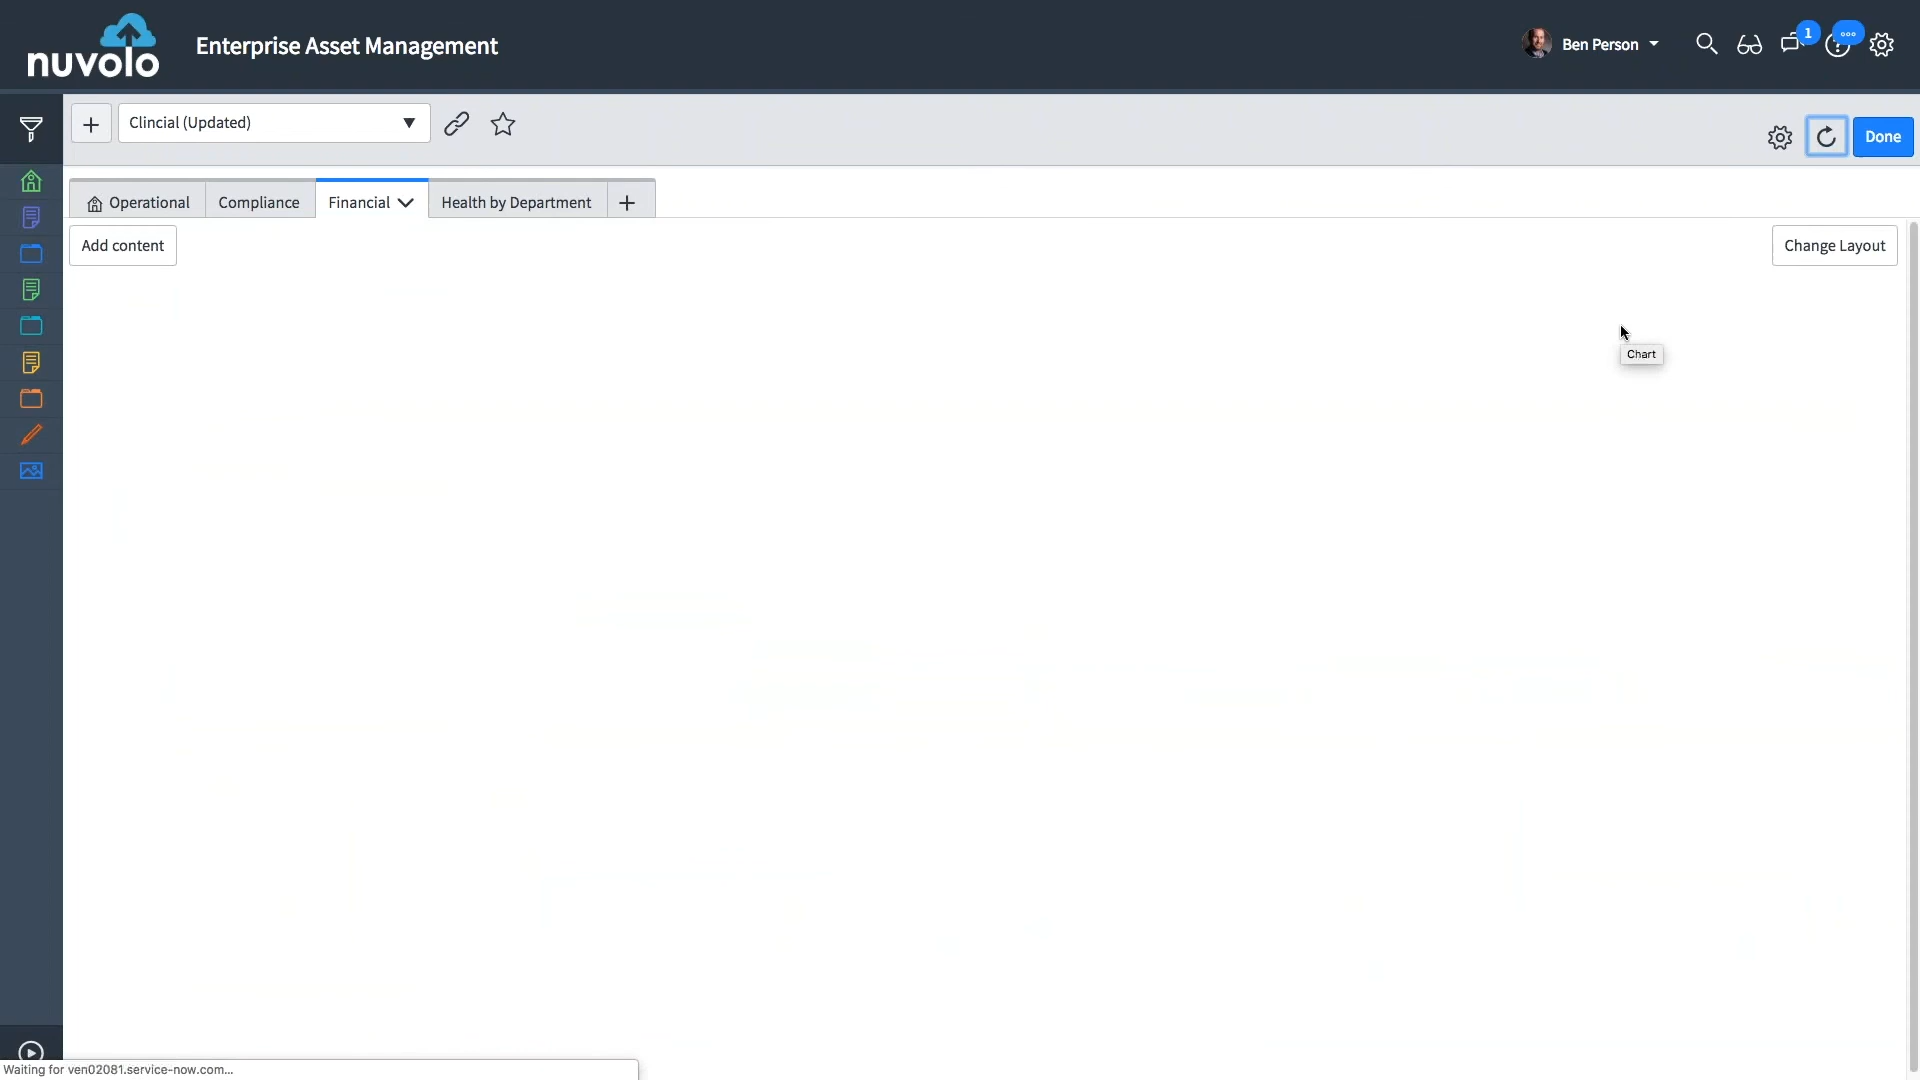 nuvolo
Enterprise Asset Management
Ben Person
1
Clincial (Updated)
Done
Operational
Compliance
Financial
Health by Department
Add content
Change Layout
Chart
Waiting for ven02081.service-now.com...